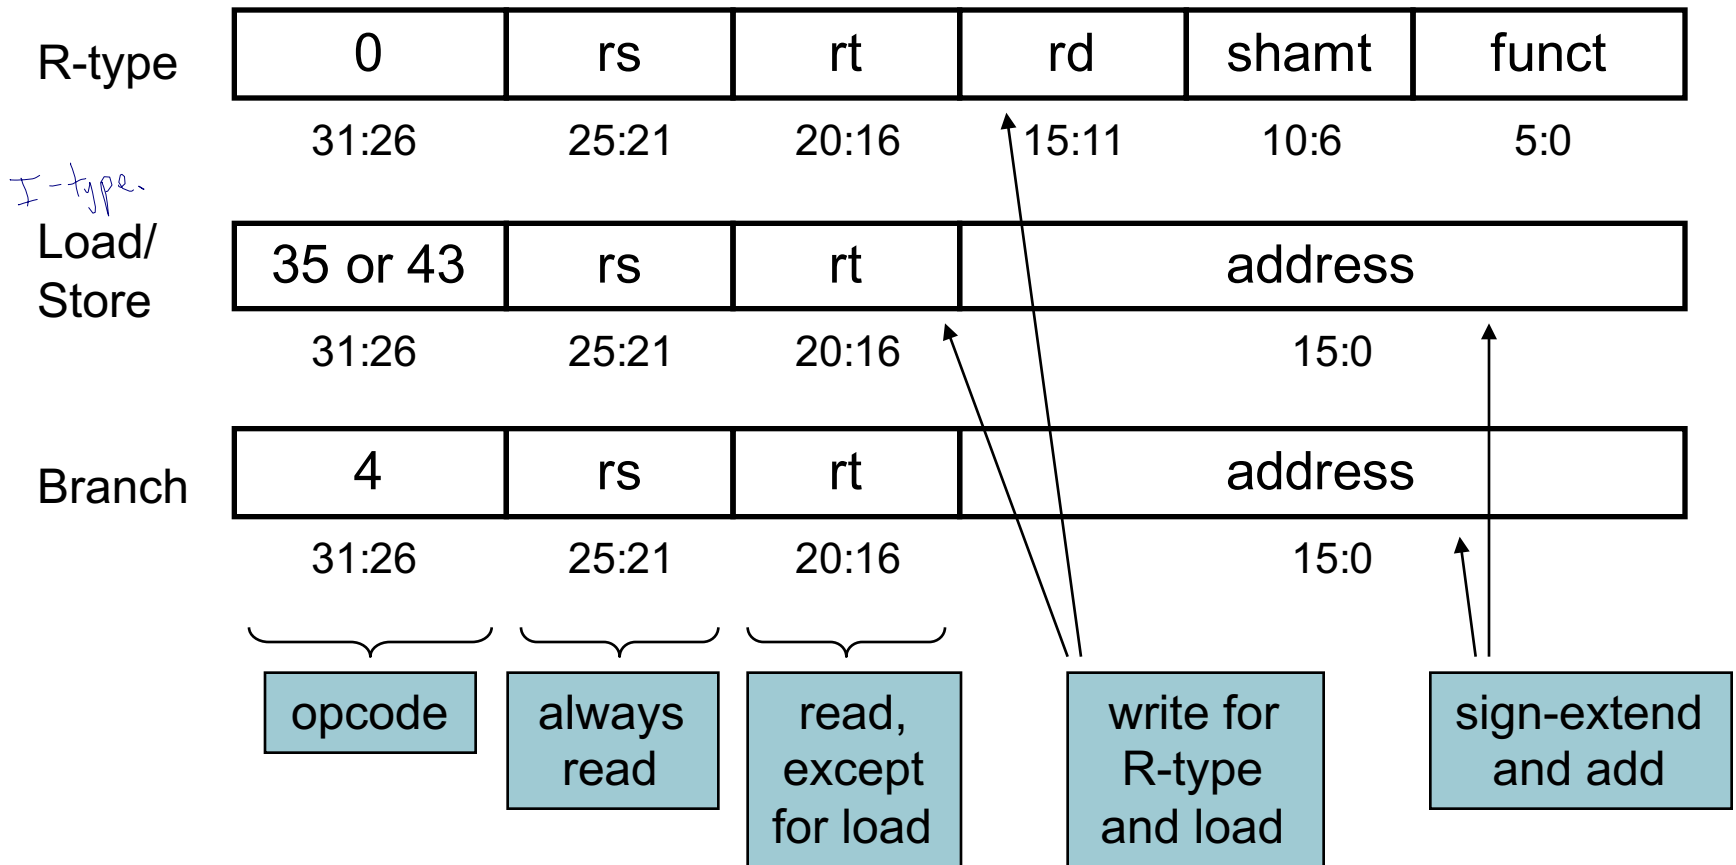 R-type 0 rs rt rd shamt funct
31:26 25:21 20:16 15:11 10:6 5:0
I-type.
Load/
Store
35 or 43 rs rt address
31:26 25:21 20:16 15:0
Branch 4 rs rt address
31:26 25:21 20:16 15:0
opcode
always
read
read,
except
for load
write for
R-type
and load
sign-extend
and add